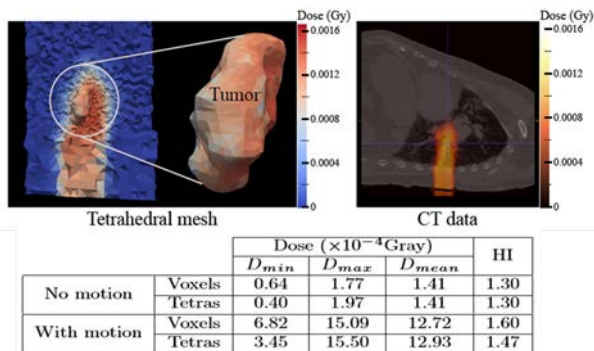 Dose (Gy)
0.0016
0.0012
0.0008
0.0004
0
Tumor
Tetrahedral mesh
Dose (Gy)
0.0016
0.0012
0.0008
0.0004
0
CT data
Dose (×10⁻⁴Gray) HI
D_min D_max D_mean
No motion Voxels 0.64 1.77 1.41 1.30
Tetras 0.40 1.97 1.41 1.30
With motion Voxels 6.82 15.09 12.72 1.60
Tetras 3.45 15.50 12.93 1.47